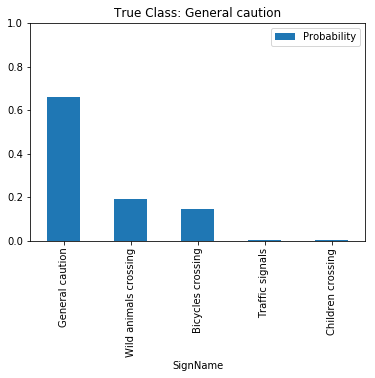 True Class: General caution
Probability
1.0
0.8
0.6
0.4
0.2
0.0
General caution
Wild animals crossing
Bicycles crossing
Traffic signals
Children crossing
SignName